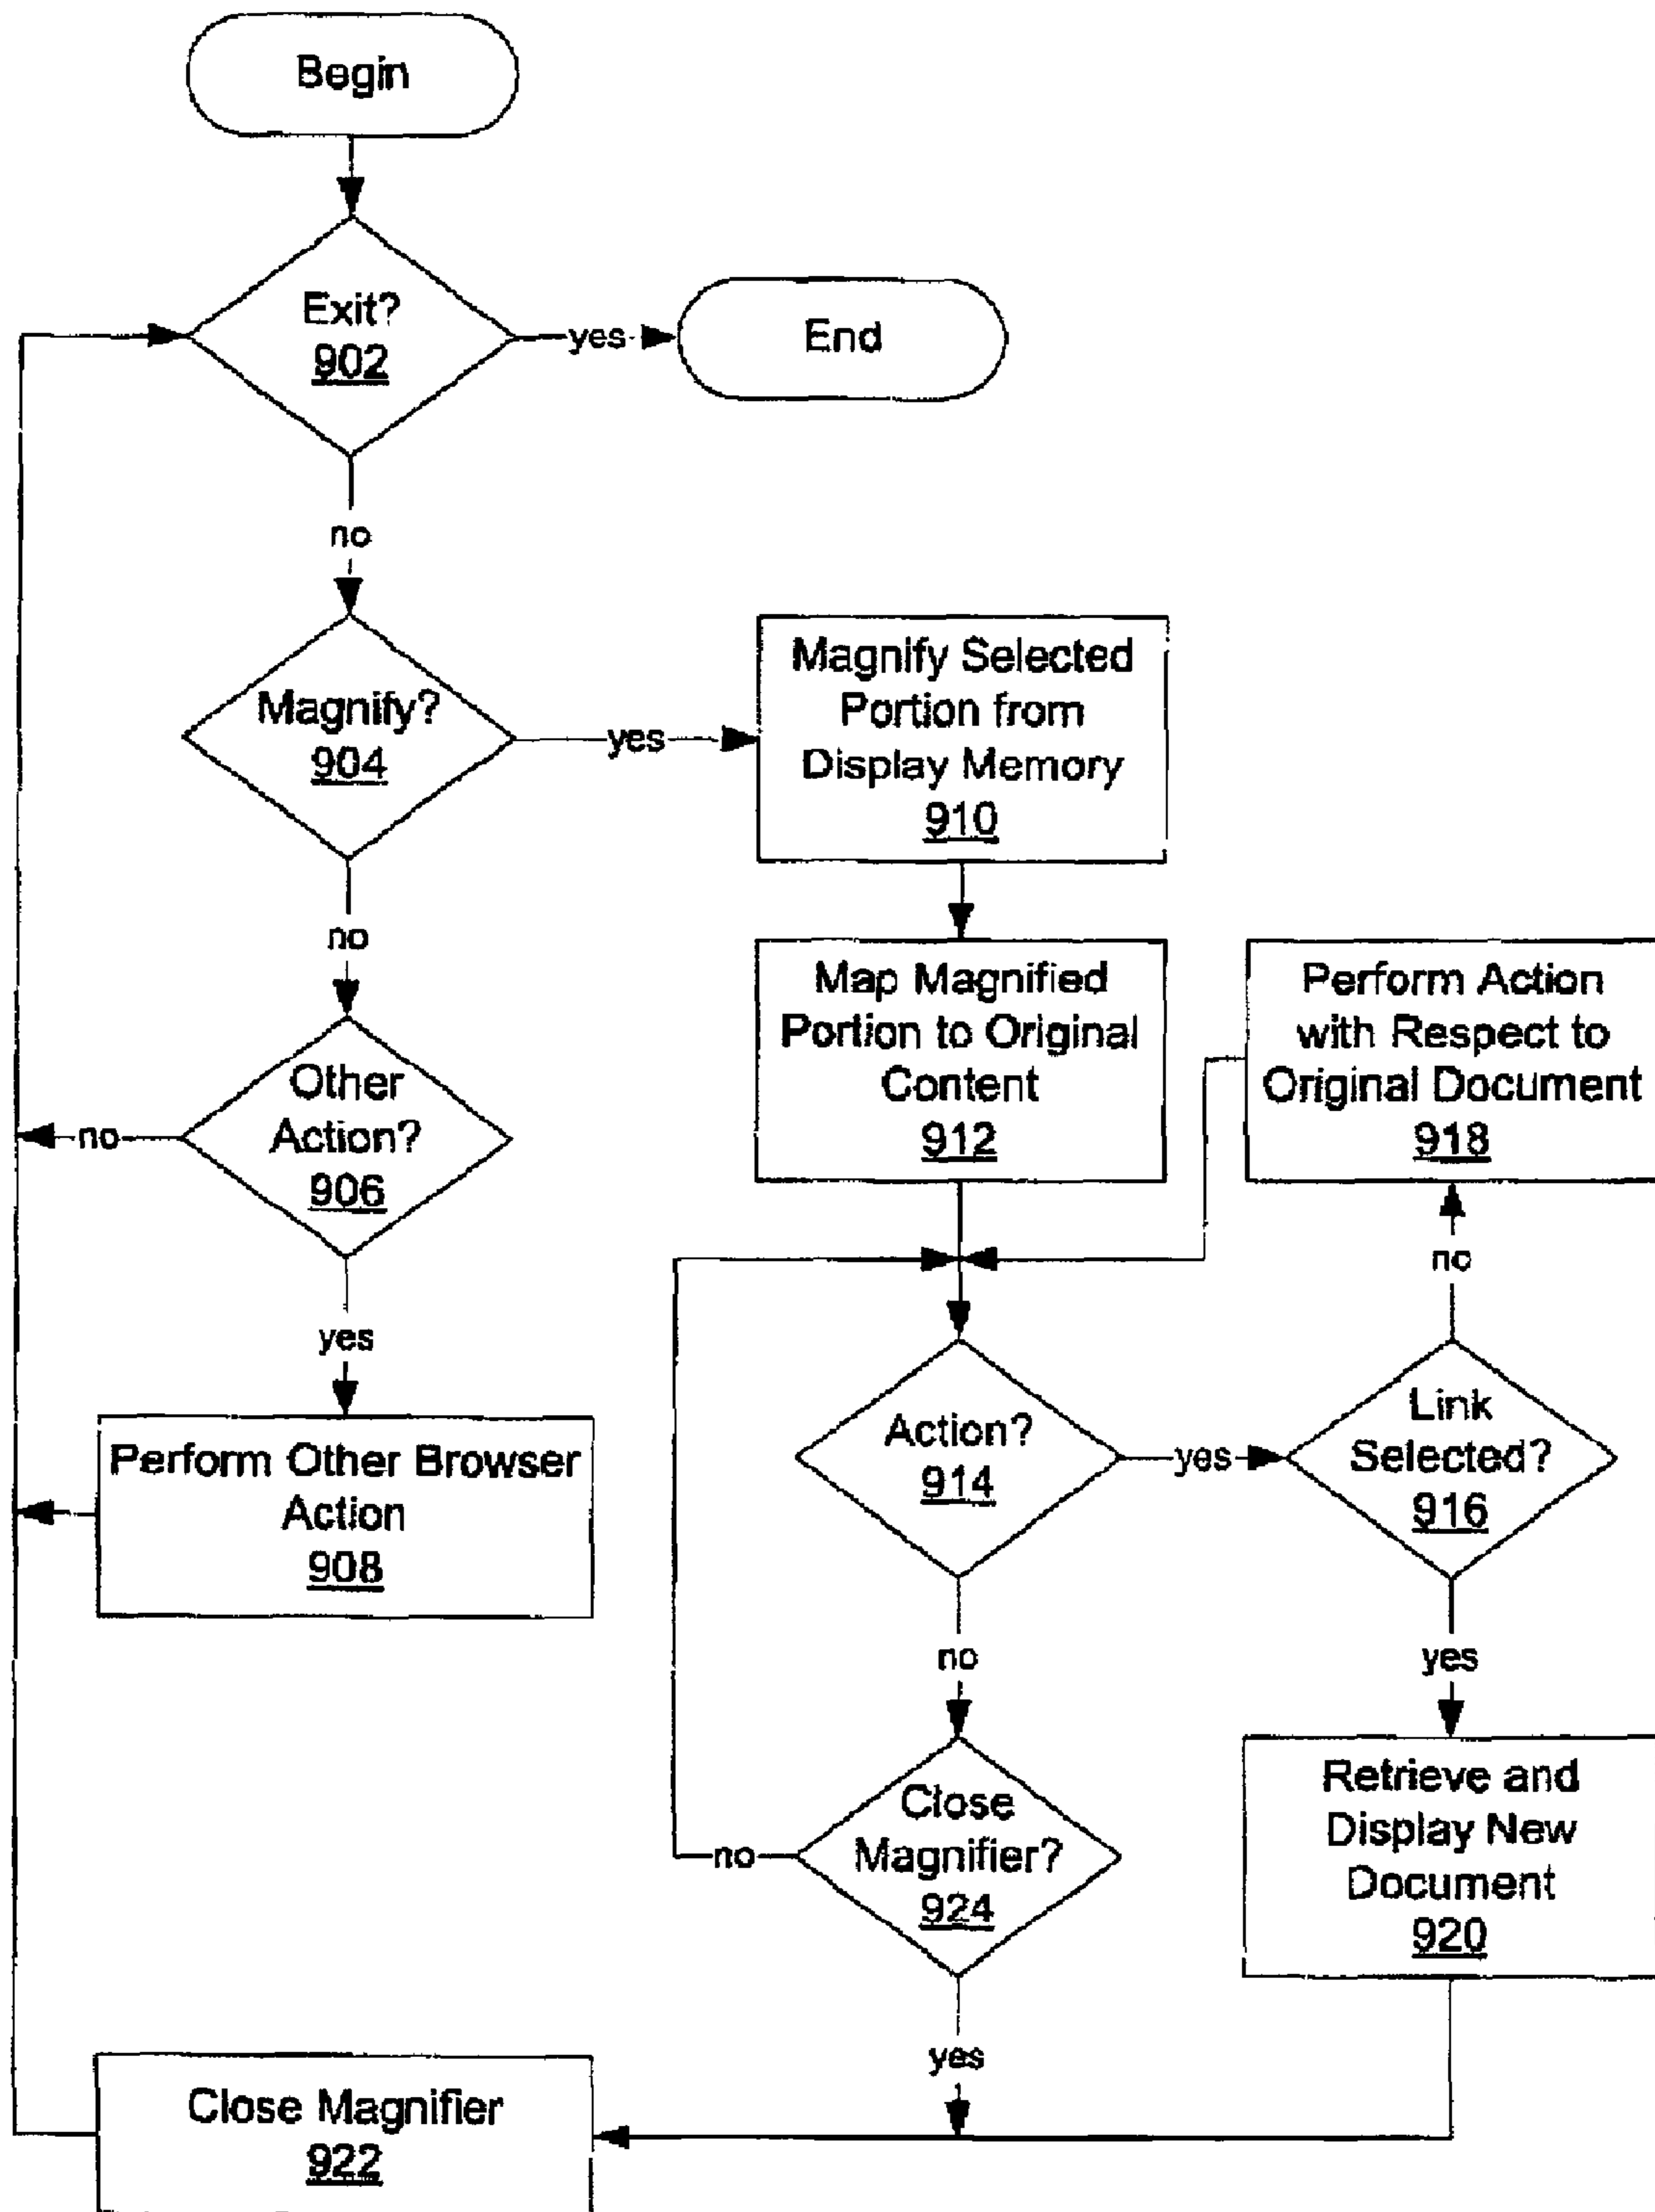 Begin
Exit?
902
yes
End
no
Magnify?
904
yes
Magnify Selected
Portion from
Display Memory
910
no
Map Magnified
Portion to Original
Content
912
Perform Action
with Respect to
Original Document
918
Other
Action?
906
no
yes
no
Perform Other Browser
Action
908
Action?
914
yes
Link
Selected?
916
no
yes
Close
Magnifier?
924
no
Retrieve and
Display New
Document
920
yes
Close Magnifier
922